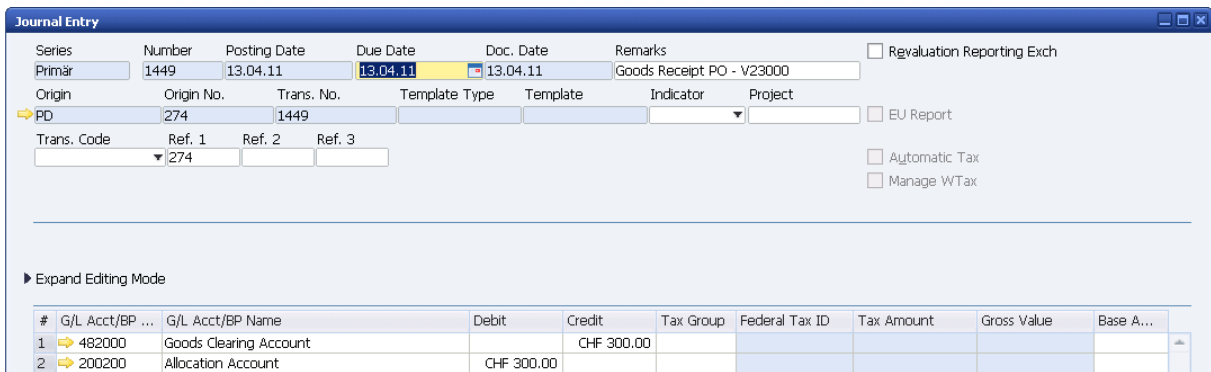 Journal Entry
Series Number Posting Date Due Date Doc. Date Remarks Revaluation Reporting Exch
Primär 1449 13.04.11 13.04.11 13.04.11 Goods Receipt PO - V23000
Origin Origin No. Trans. No. Template Type Template Indicator Project
PD 274 1449 EU Report
Trans. Code Ref. 1 Ref. 2 Ref. 3
274 Automatic Tax
Manage WTax
Expand Editing Mode
# G/L Acct/BP ... G/L Acct/BP Name Debit Credit Tax Group Federal Tax ID Tax Amount Gross Value Base A...
1 482000 Goods Clearing Account CHF 300.00
2 200200 Allocation Account CHF 300.00